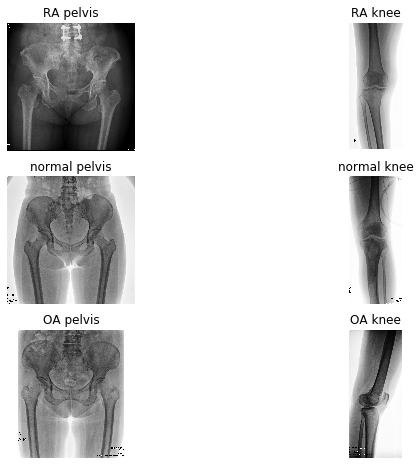 RA pelvis
RA knee
normal pelvis
normal knee
OA pelvis
OA knee